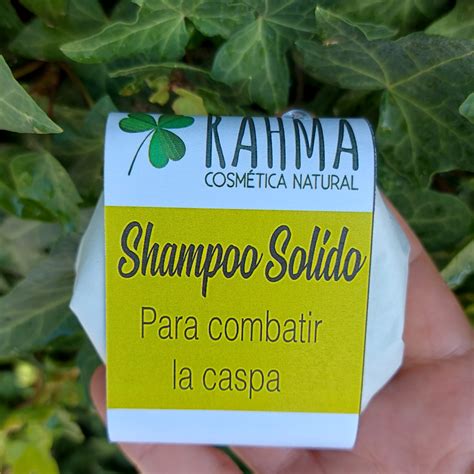 RAHMA
COSMÉTICA NATURAL
Shampoo Solido
Para combatir
la caspa